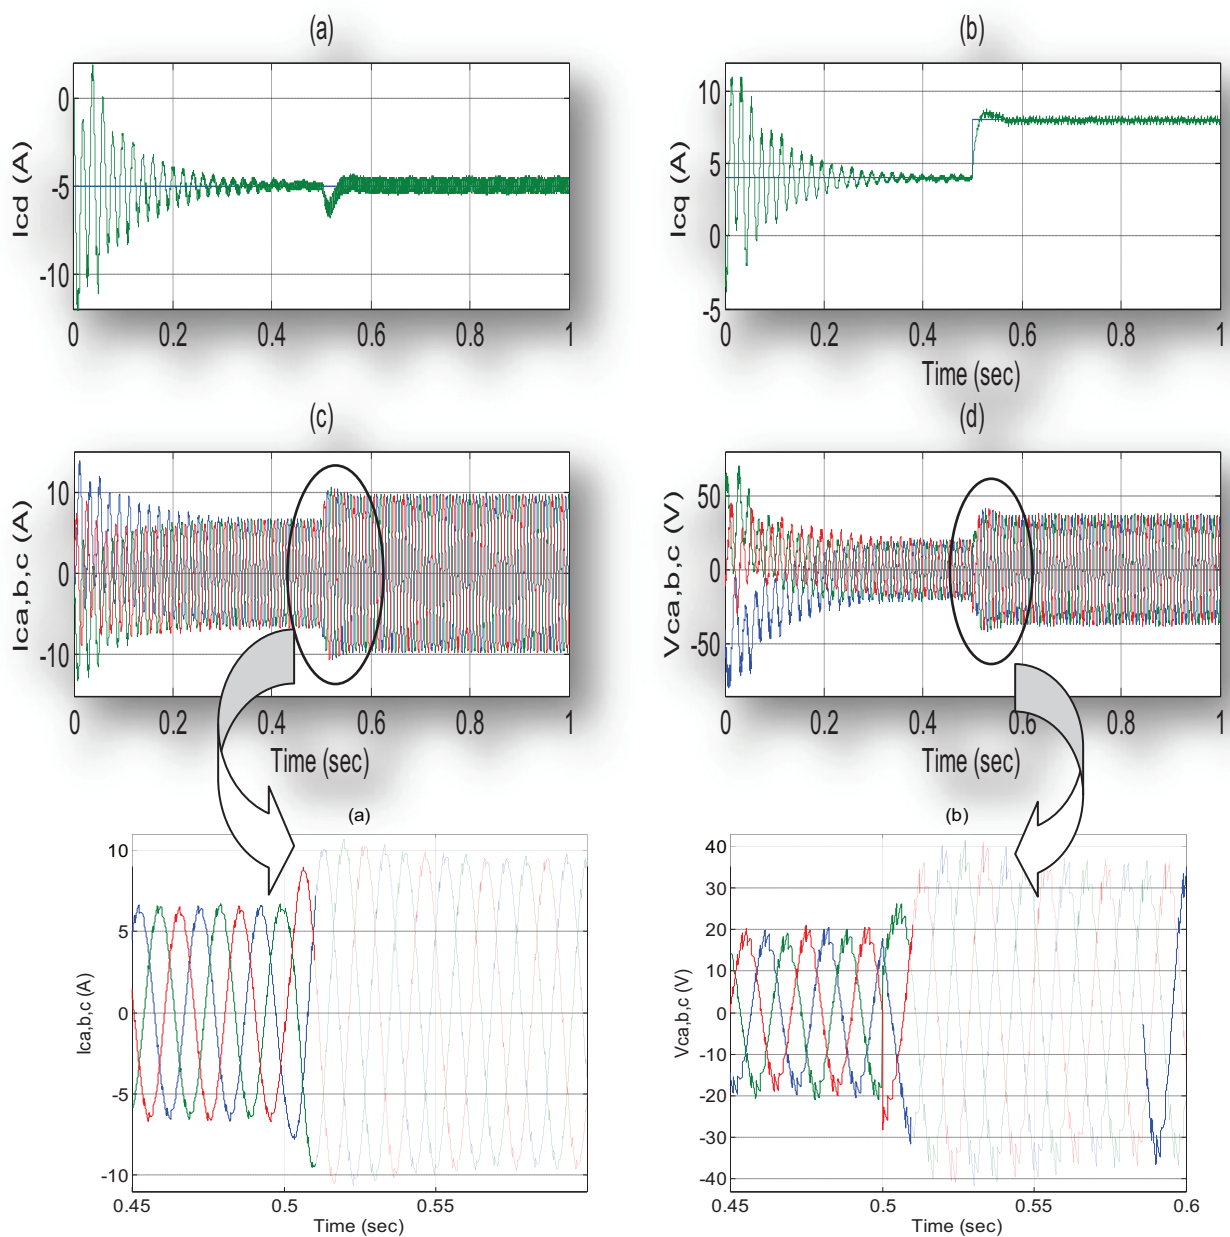 (a)
(b)
Icd (A)
0
-5
-10
0 0.2 0.4 0.6 0.8 1
Icq (A)
10
5
0
-5
0 0.2 0.4 0.6 0.8 1
Time (sec)
(c)
(d)
Ica,b,c (A)
10
0
-10
0 0.2 0.4 0.6 0.8 1
Time (sec)
Vca,b,c (V)
50
0
-50
0 0.2 0.4 0.6 0.8 1
Time (sec)
(a)
(b)
Ica,b,c (A)
10
5
0
-5
-10
0.45 0.5 0.55
Time (sec)
Vca,b,c (V)
40
30
20
10
0
-10
-20
-30
-40
0.45 0.5 0.55 0.6
Time (sec)